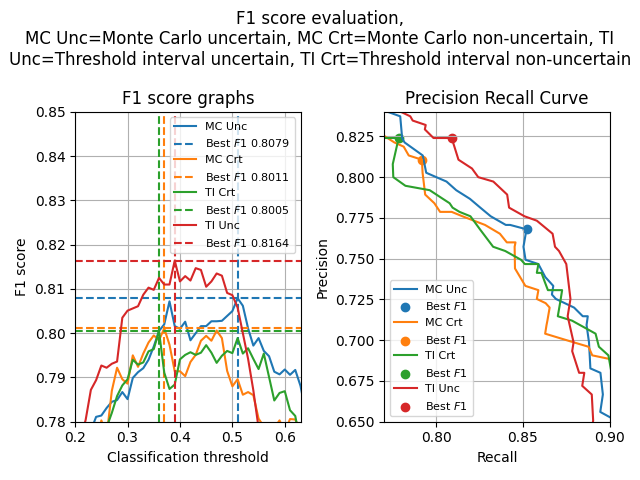 F1 score evaluation,
MC Unc=Monte Carlo uncertain, MC Crt=Monte Carlo non-uncertain, TI
Unc=Threshold interval uncertain, TI Crt=Threshold interval non-uncertain
F1 score graphs
0.85
0.84
0.83
0.82
0.81
0.80
0.79
0.78
F1 score
0.2 0.3 0.4 0.5 0.6
Classification threshold
MC Unc
Best F1 0.8079
MC Crt
Best F1 0.8011
TI Crt
Best F1 0.8005
TI Unc
Best F1 0.8164
Precision Recall Curve
0.825
0.800
0.775
0.750
0.725
0.700
0.675
0.650
Precision
0.80 0.85 0.90
Recall
MC Unc
Best F1
MC Crt
Best F1
TI Crt
Best F1
TI Unc
Best F1